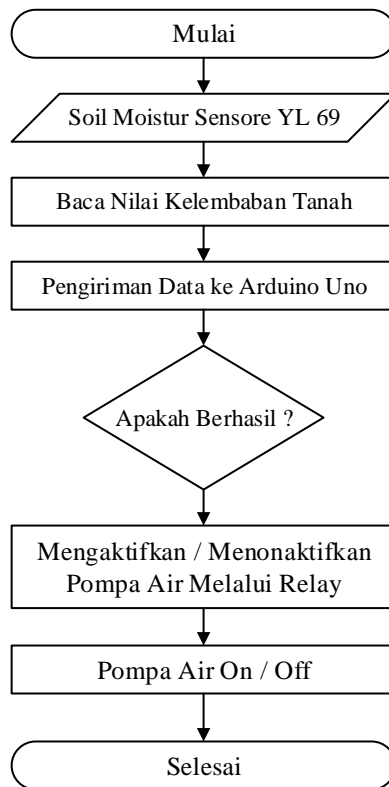 Mulai
Soil Moistur Sensore YL 69
Baca Nilai Kelembaban Tanah
Pengiriman Data ke Arduino Uno
Apakah Berhasil ?
Mengaktifkan / Menonaktifkan
Pompa Air Melalui Relay
Pompa Air On / Off
Selesai